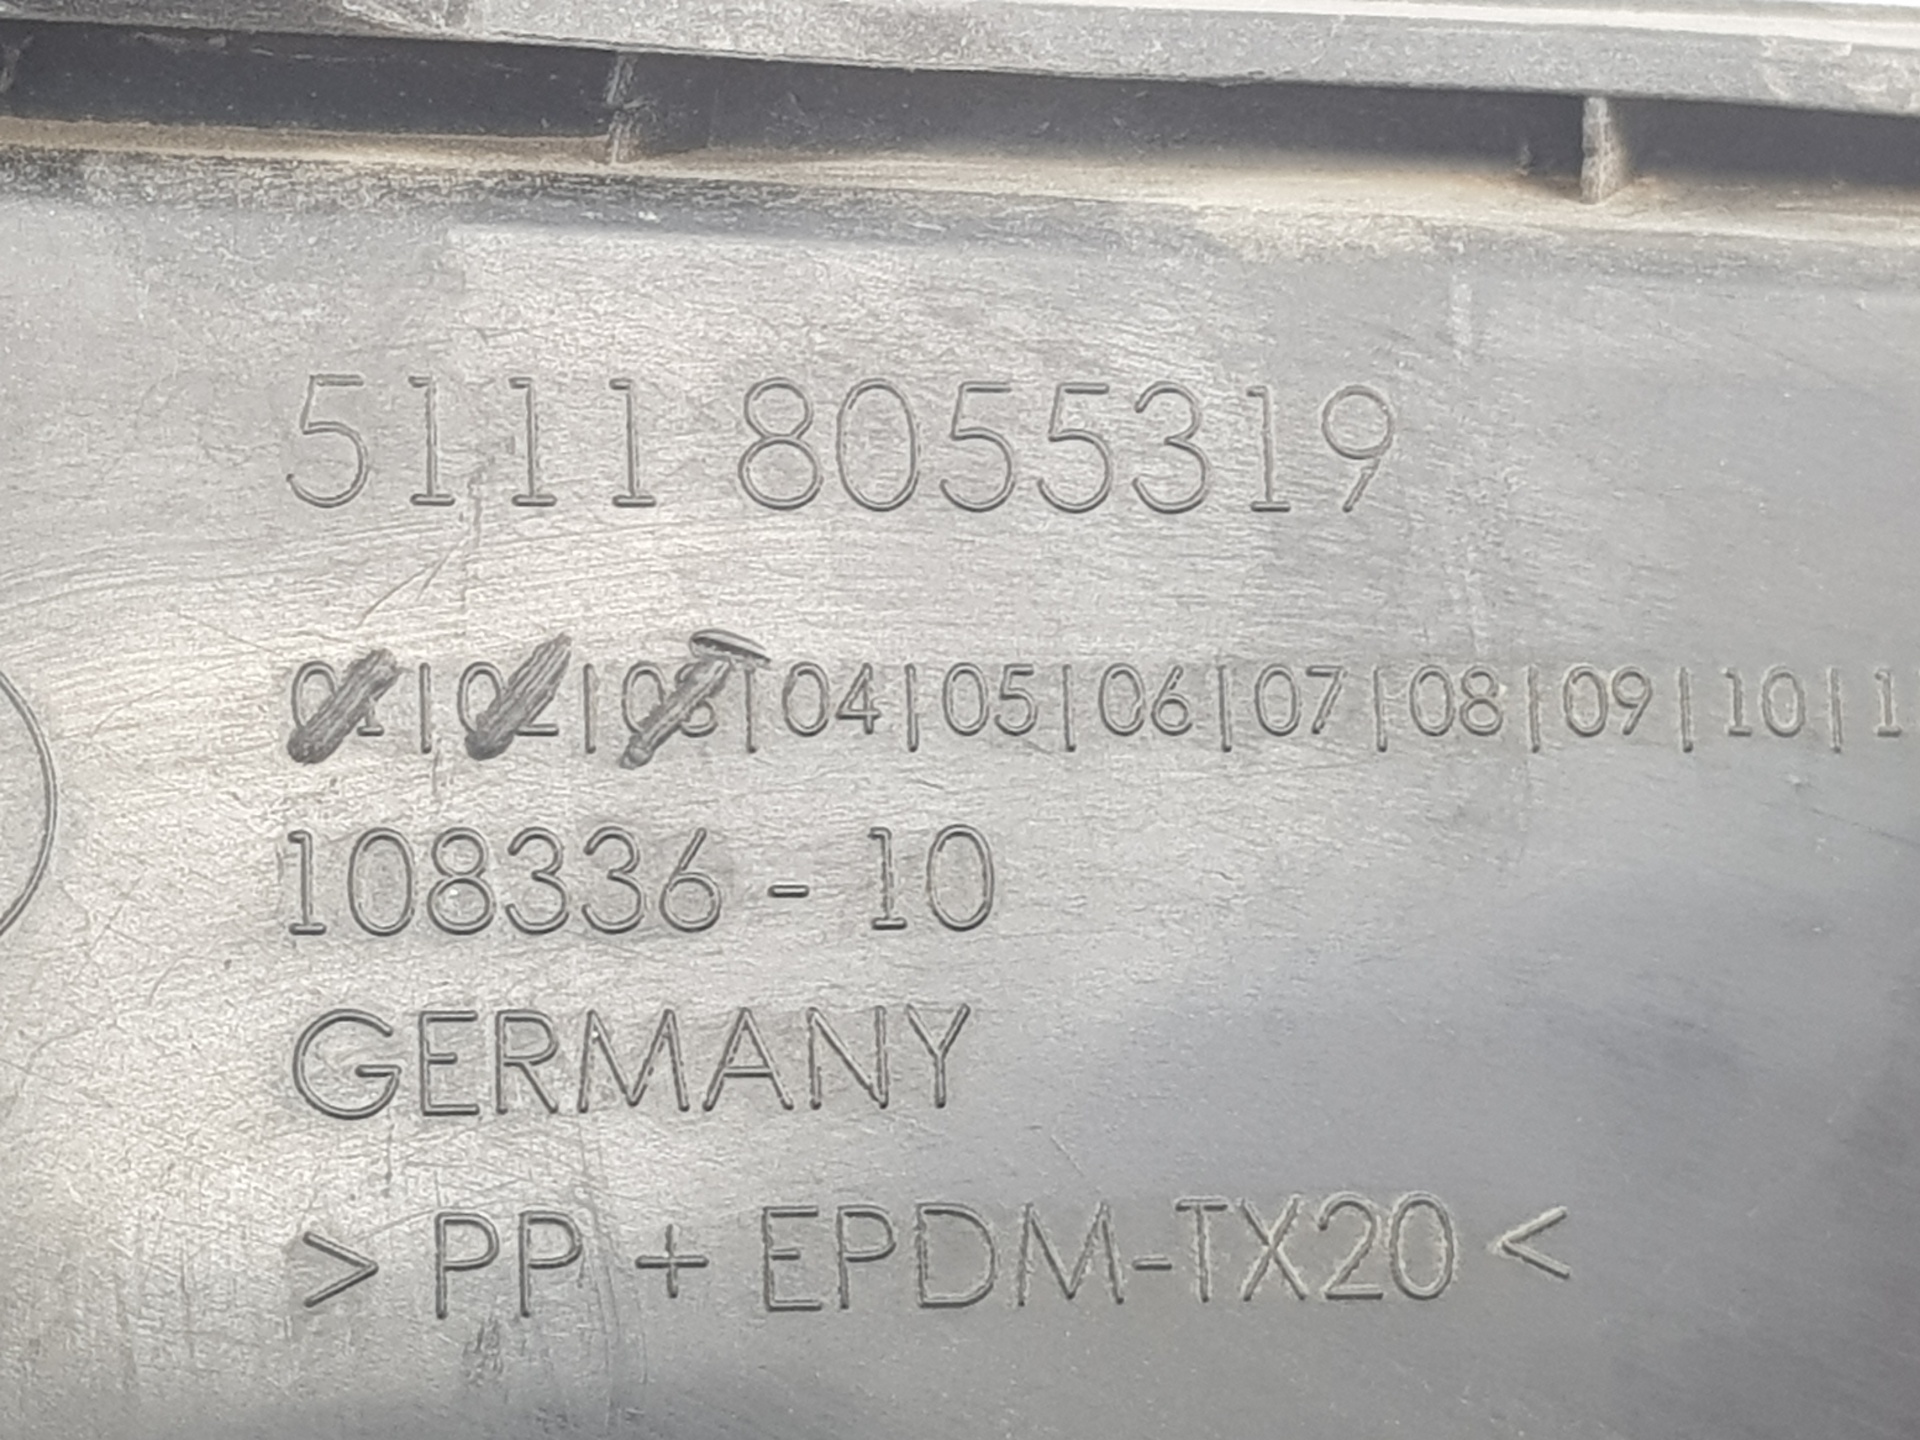 5111 8055319
01|02|03|04|05|06|07|08|09|10|1
108336 - 10
GERMANY
> PP + EPDM-TX20 <